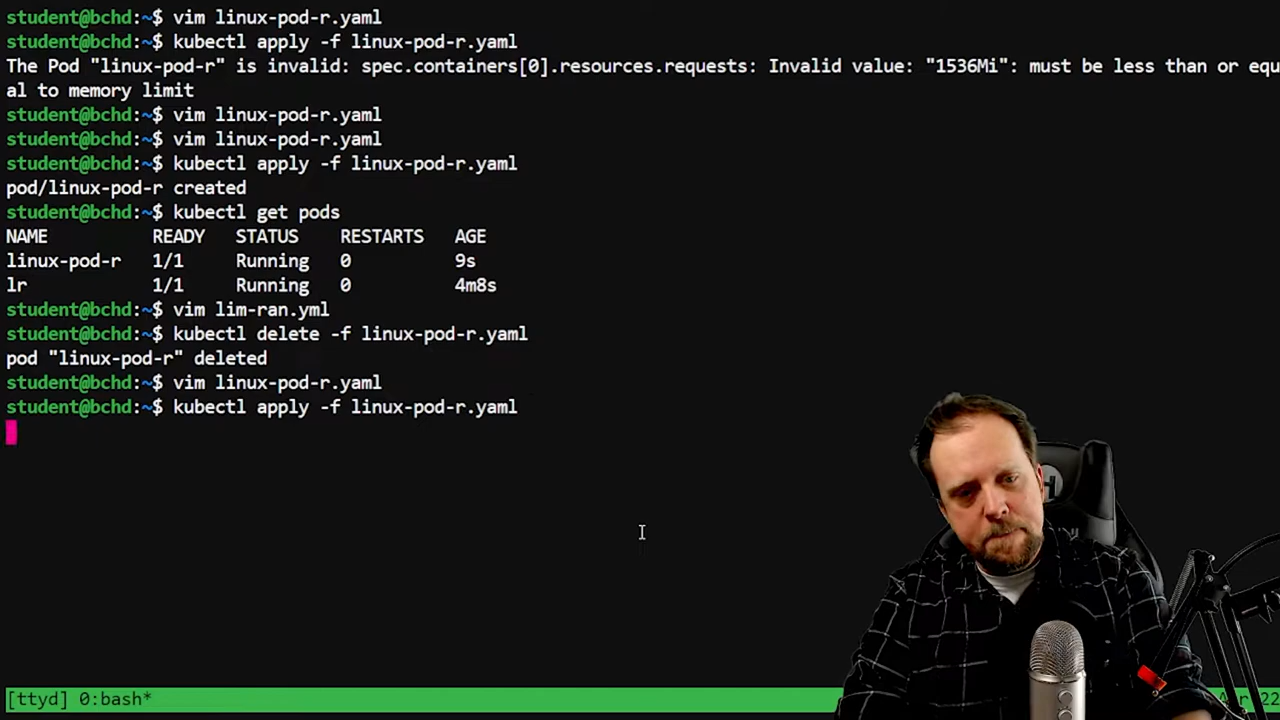 student@bchd:~$ vim linux-pod-r.yaml
student@bchd:~$ kubectl apply -f linux-pod-r.yaml
The Pod "linux-pod-r" is invalid: spec.containers[0].resources.requests: Invalid value: "1536Mi": must be less than or equ
al to memory limit
student@bchd:~$ vim linux-pod-r.yaml
student@bchd:~$ vim linux-pod-r.yaml
student@bchd:~$ kubectl apply -f linux-pod-r.yaml
pod/linux-pod-r created
student@bchd:~$ kubectl get pods
NAME READY STATUS RESTARTS AGE
linux-pod-r 1/1 Running 0 9s
lr 1/1 Running 0 4m8s
student@bchd:~$ vim lim-ran.yml
student@bchd:~$ kubectl delete -f linux-pod-r.yaml
pod "linux-pod-r" deleted
student@bchd:~$ vim linux-pod-r.yaml
student@bchd:~$ kubectl apply -f linux-pod-r.yaml
[ttyd] 0:bash* 22